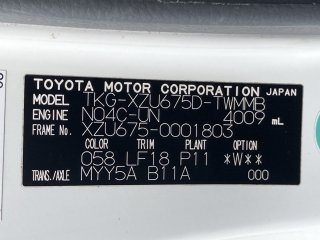 TOYOTA MOTOR CORPORATION JAPAN
MODEL TKG-XZU675D-TWMMB
ENGINE N04C-UN 4009 mL
FRAME No. XZU675-0001803
COLOR TRIM PLANT OPTION
058 LF18 P11 *W**
TRANS./AXLE MYY5A B11A 000